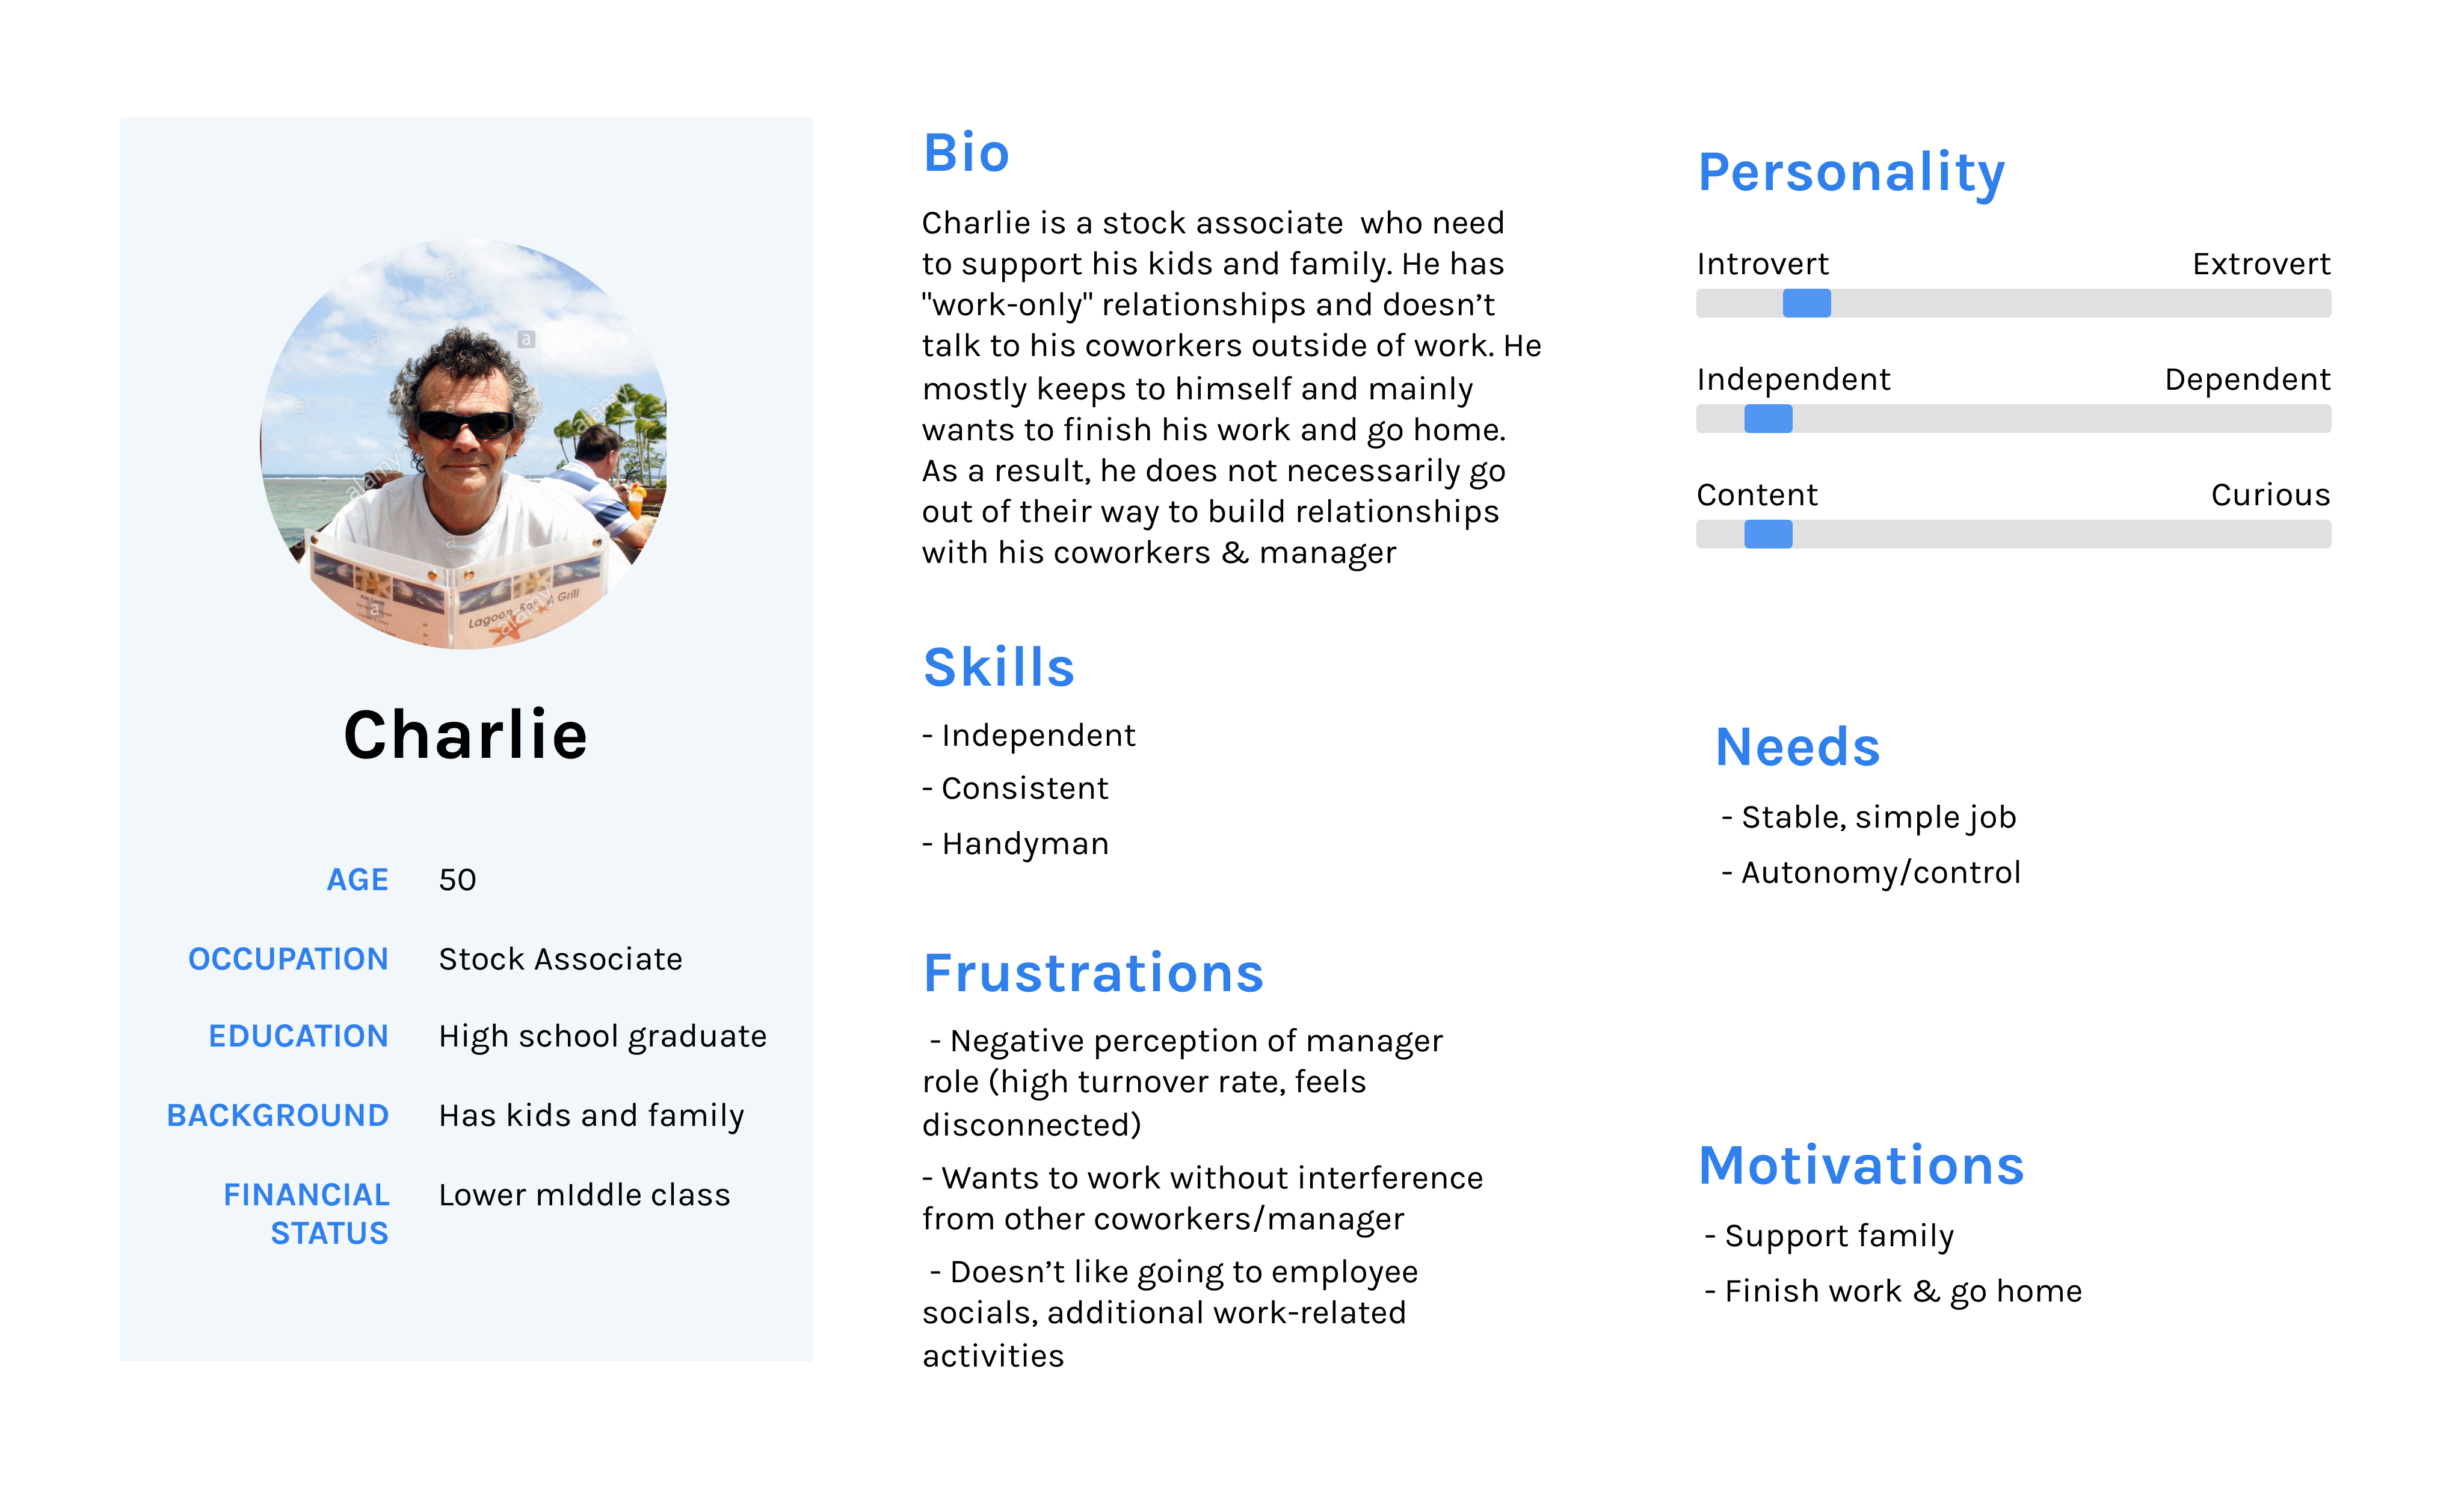 Charlie
AGE 50
OCCUPATION Stock Associate
EDUCATION High school graduate
BACKGROUND Has kids and family
FINANCIAL STATUS Lower mIddle class
Bio
Charlie is a stock associate  who need
to support his kids and family. He has
"work-only" relationships and doesn’t
talk to his coworkers outside of work. He
mostly keeps to himself and mainly
wants to finish his work and go home.
As a result, he does not necessarily go
out of their way to build relationships
with his coworkers & manager
Skills
- Independent
- Consistent
- Handyman
Frustrations
- Negative perception of manager
role (high turnover rate, feels
disconnected)
- Wants to work without interference
from other coworkers/manager
- Doesn’t like going to employee
socials, additional work-related
activities
Personality
Introvert Extrovert
Independent Dependent
Content Curious
Needs
- Stable, simple job
- Autonomy/control
Motivations
- Support family
- Finish work & go home
alamy
alamy
a
Lagoon Bar & Grill
alamy